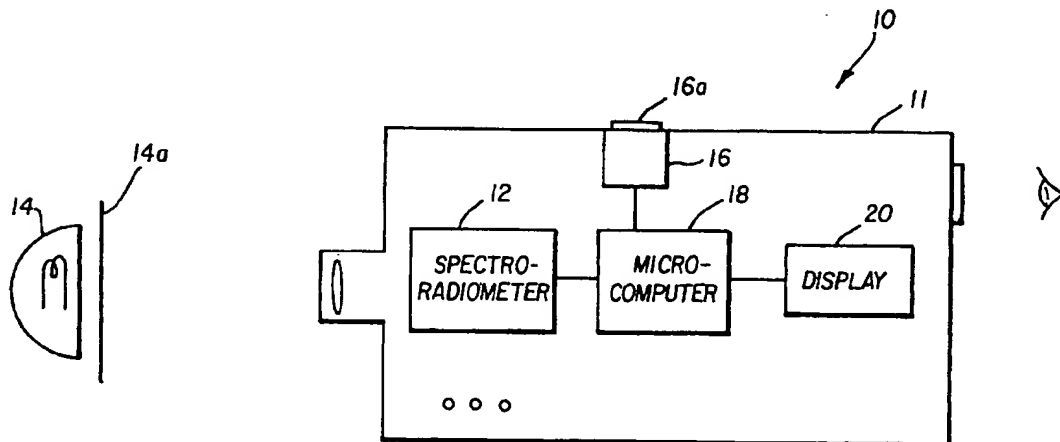 10
16a
11
14a
16
14
12
18
20
SPECTRO-
RADIOMETER
MICRO-
COMPUTER
DISPLAY